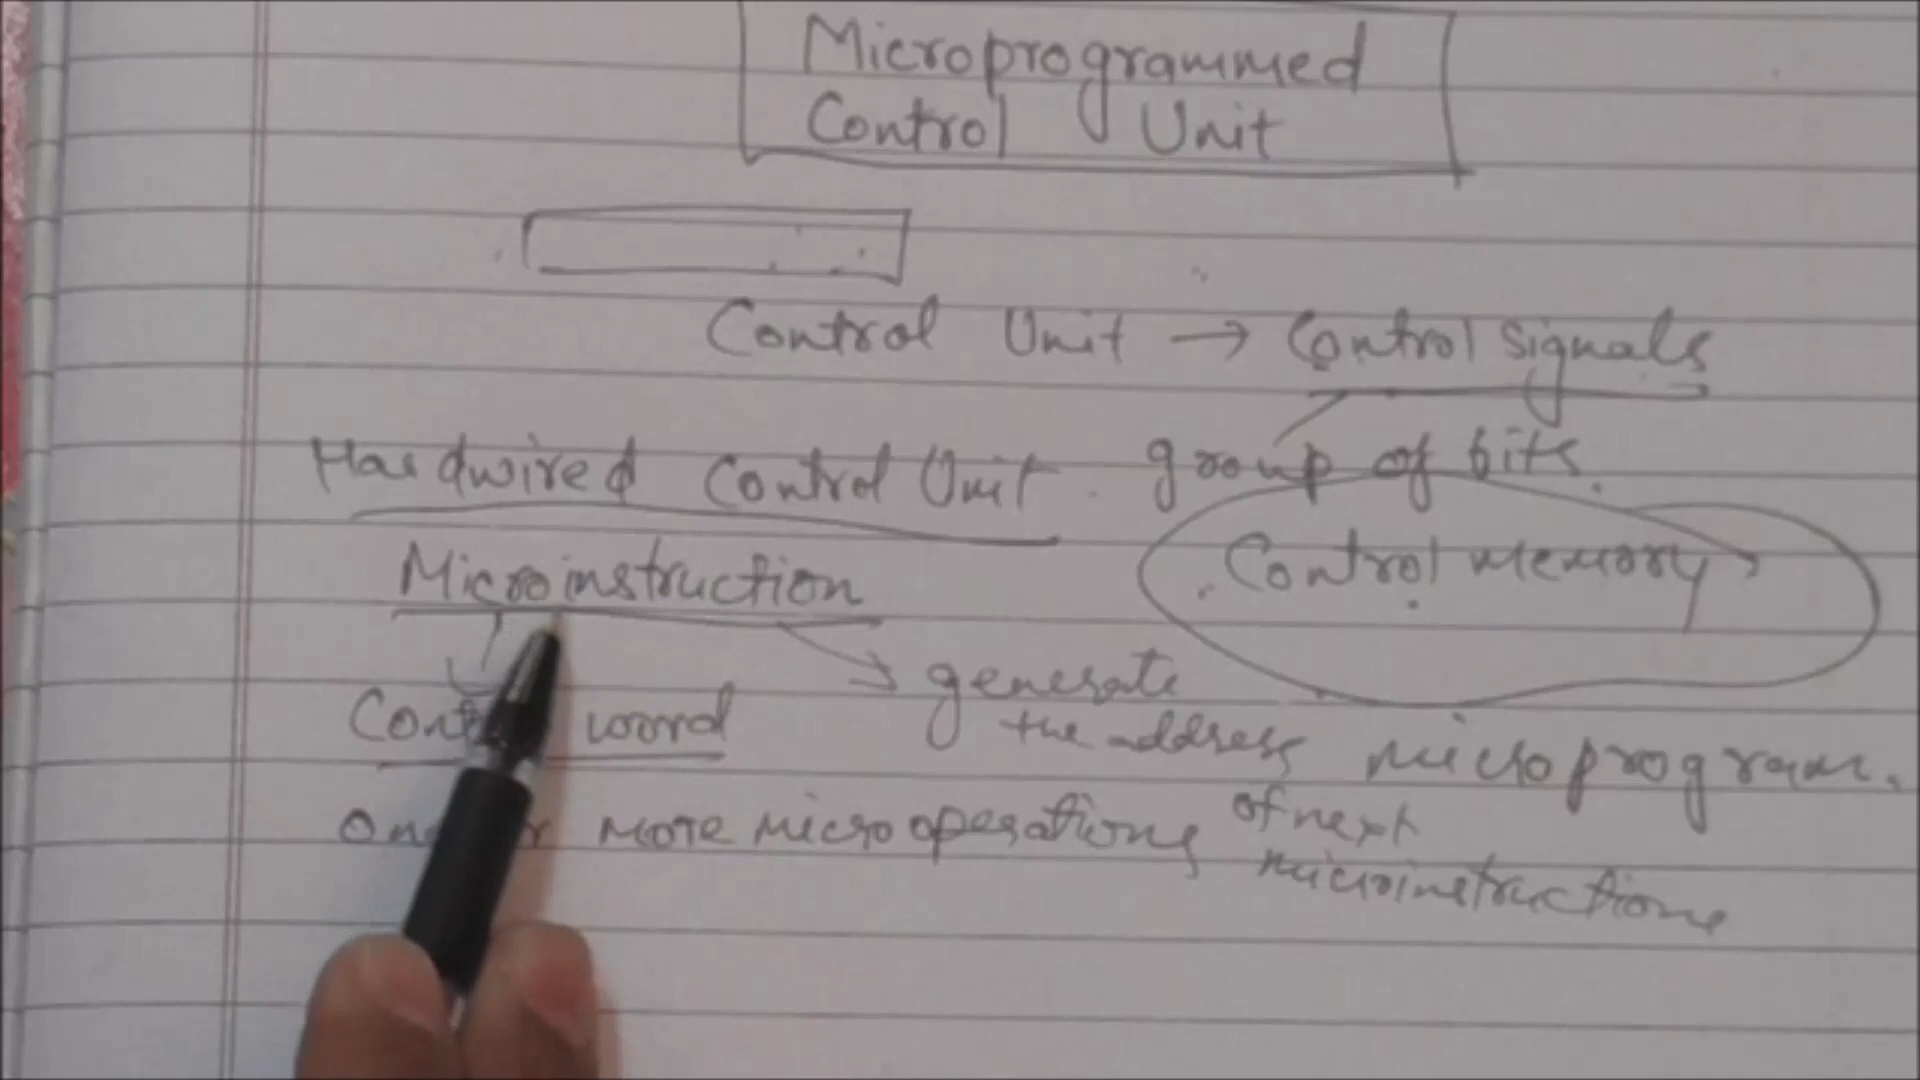 Microprogrammed
Control Unit
Control Unit → Control signals
Hardwired Control Unit. group of bits.
Microinstruction
Control memory
generate
the address
word
microprogram.
more microoperations
of next
microinstructions